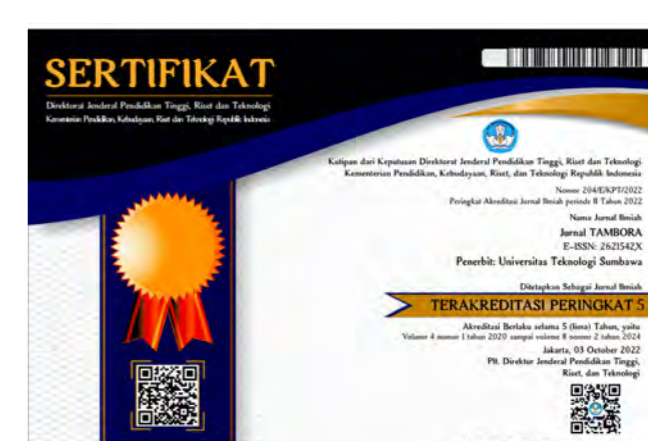 SERTIFIKAT
Direktorat Jenderal Pendidikan Tinggi, Riset dan Teknologi
Kementerian Pendidikan, Kebudayaan, Riset dan Teknologi Republik Indonesia
Kutipan dari Keputusan Direktorat Jenderal Pendidikan Tinggi, Riset dan Teknologi
Kementerian Pendidikan, Kebudayaan, Riset, dan Teknologi Republik Indonesia
Nomor 204/E/KPT/2022
Peringkat Akreditasi Jurnal Ilmiah periode II Tahun 2022
Nama Jurnal Ilmiah
Jurnal TAMBORA
E-ISSN: 2621542X
Penerbit: Universitas Teknologi Sumbawa
Ditetapkan Sebagai Jurnal Ilmiah
TERAKREDITASI PERINGKAT 5
Akreditasi Berlaku selama 5 (lima) Tahun, yaitu
Volume 4 nomor 1 tahun 2020 sampai volume 8 nomor 2 tahun 2024
Jakarta, 03 October 2022
Plt. Direktur Jenderal Pendidikan Tinggi,
Riset, dan Teknologi